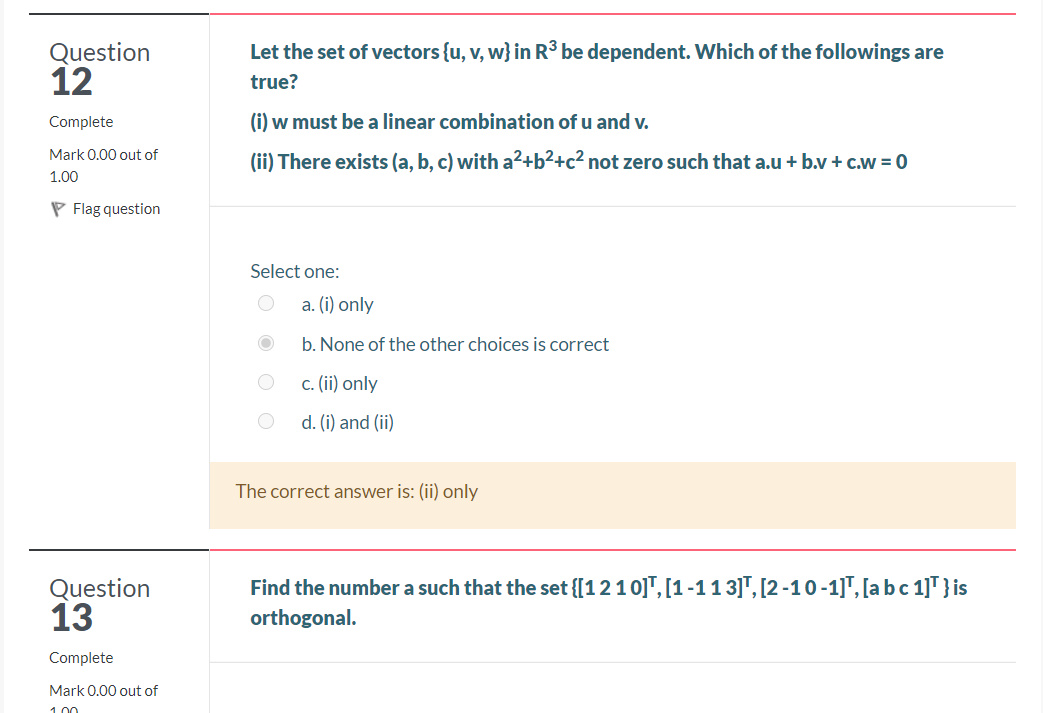 Question
12
Complete
Mark 0.00 out of
1.00
Flag question
Let the set of vectors {u, v, w} in R³ be dependent. Which of the followings are
true?
(i) w must be a linear combination of u and v.
(ii) There exists (a, b, c) with a²+b²+c² not zero such that a.u + b.v + c.w = 0
Select one:
a. (i) only
b. None of the other choices is correct
c. (ii) only
d. (i) and (ii)
The correct answer is: (ii) only
Question
13
Complete
Mark 0.00 out of
1.00
Find the number a such that the set {[1 2 1 0]ᵀ, [1 -1 1 3]ᵀ, [2 -1 0 -1]ᵀ, [a b c 1]ᵀ } is
orthogonal.